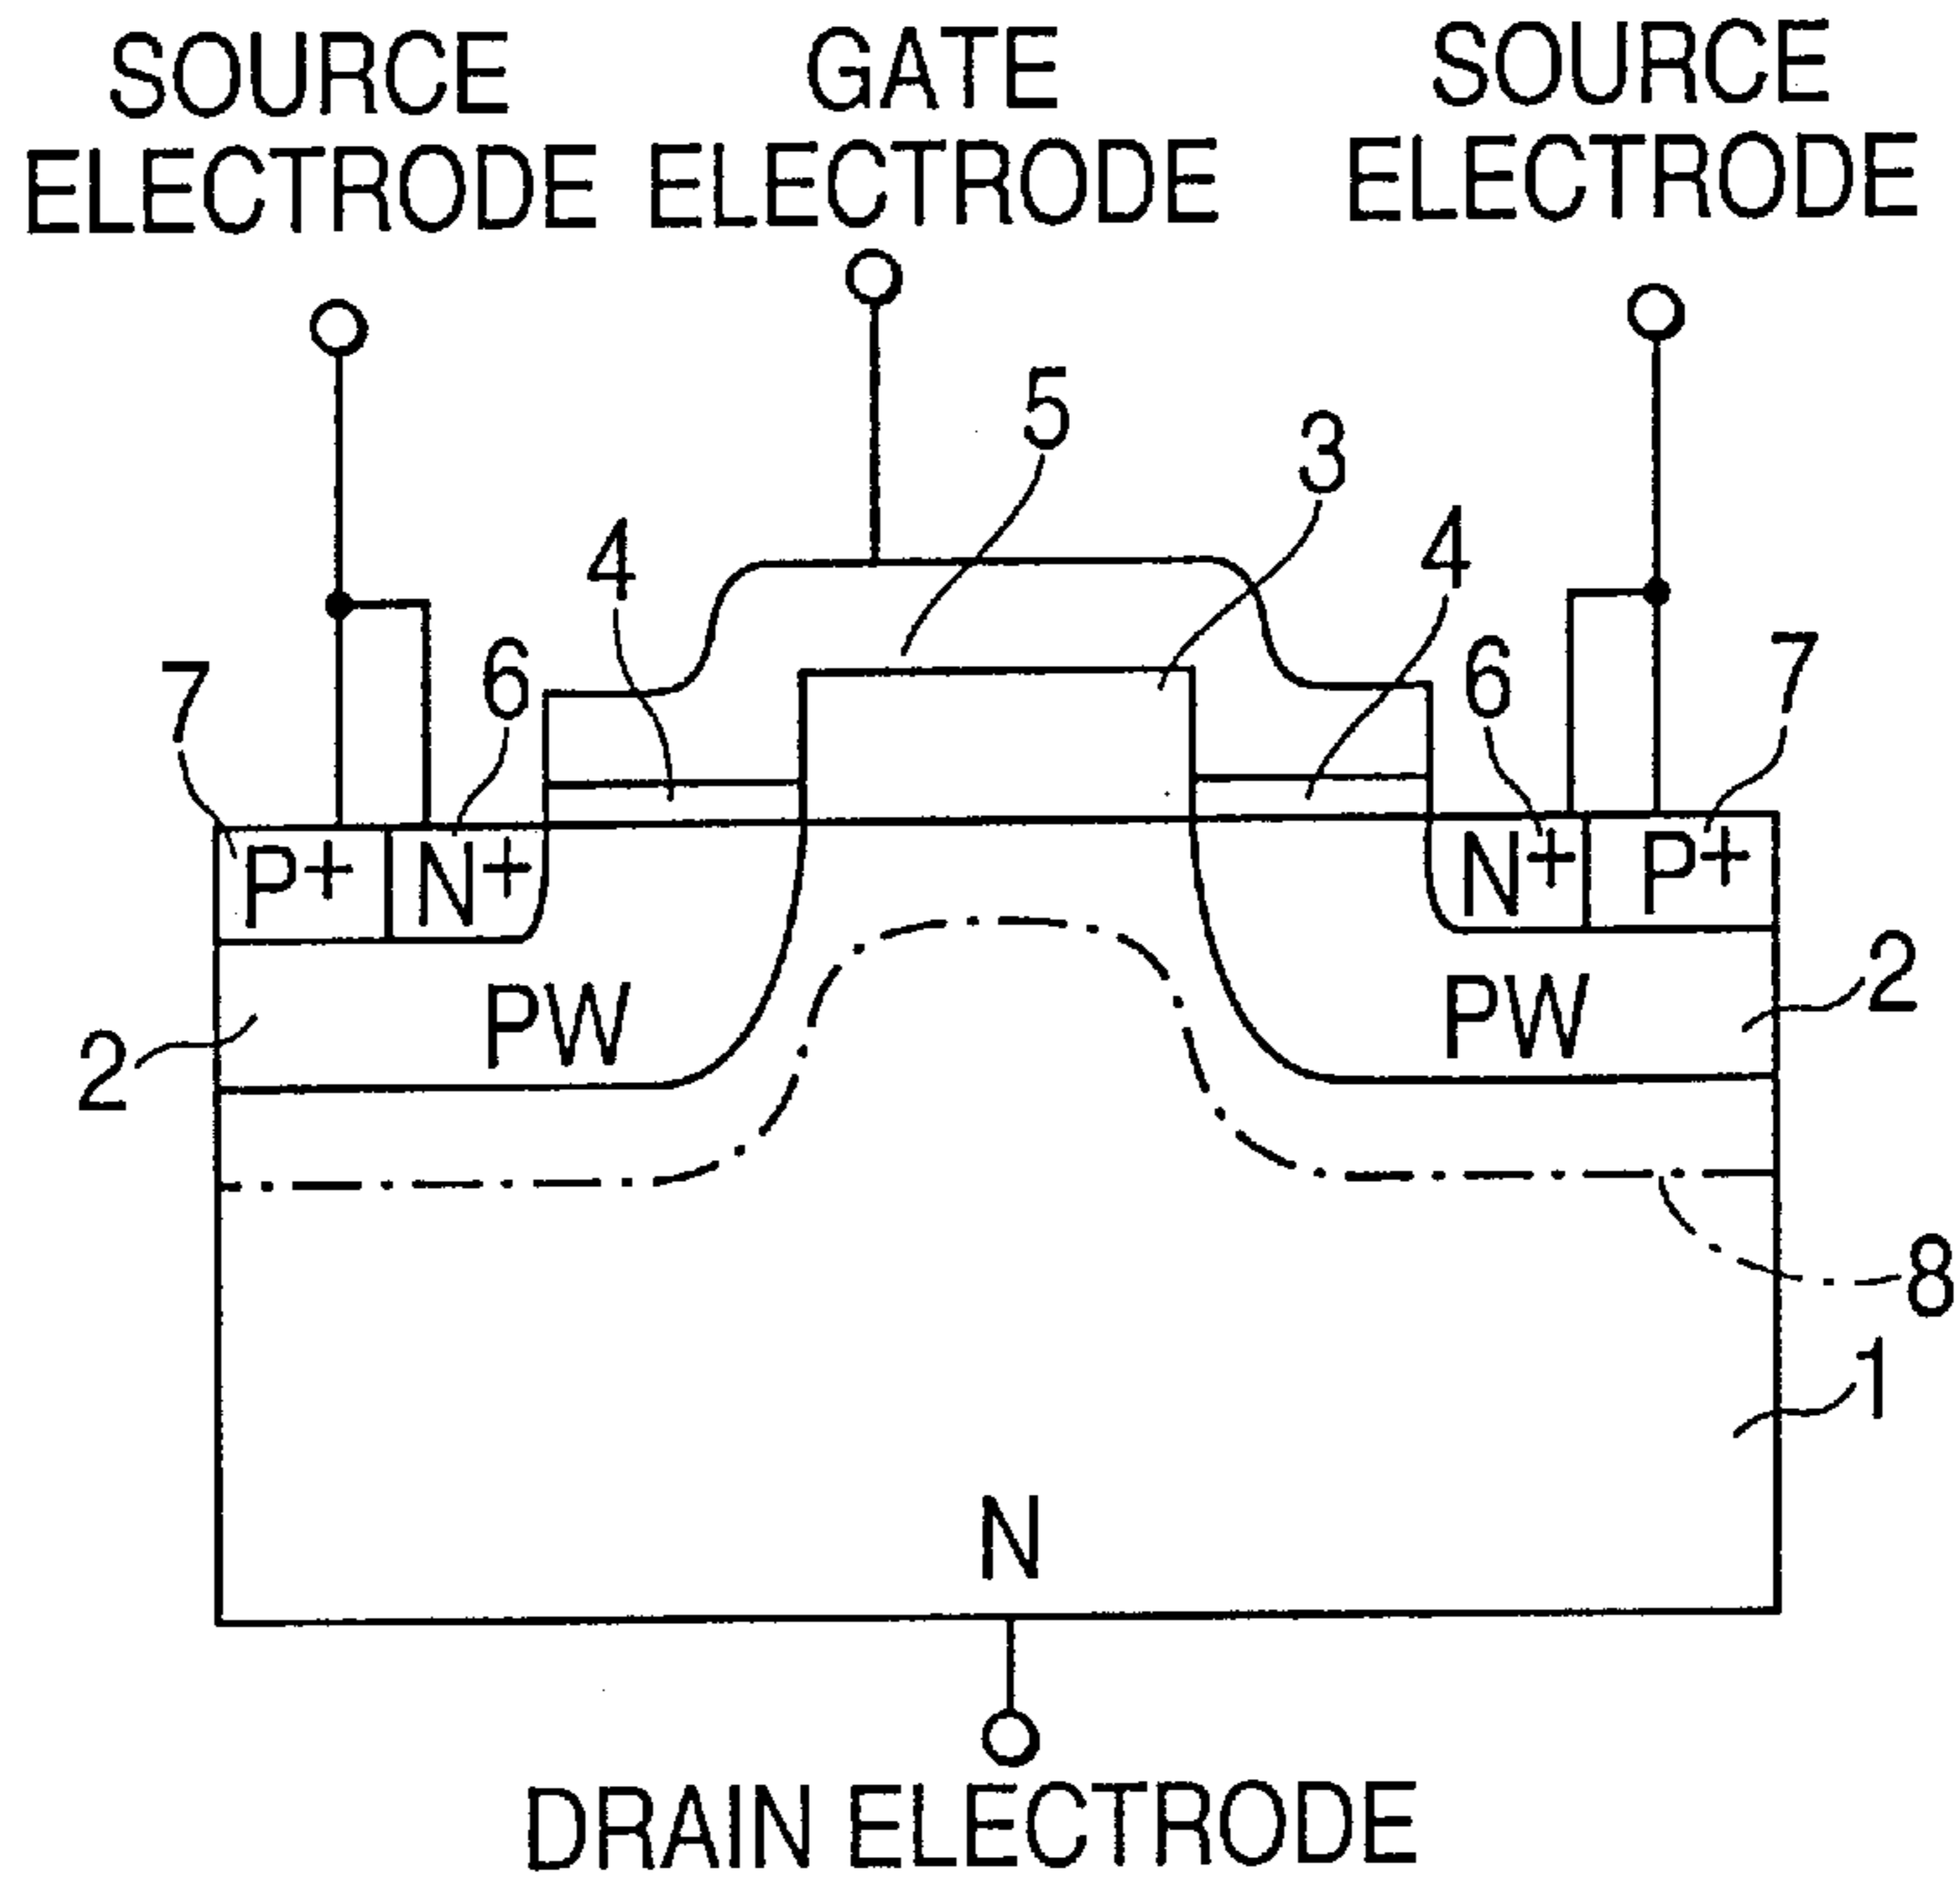 SOURCE
ELECTRODE
GATE
ELECTRODE
SOURCE
ELECTRODE
5
3
4
4
7
6
6
7
P+
N+
N+
P+
PW
PW
2
2
8
1
N
DRAIN ELECTRODE